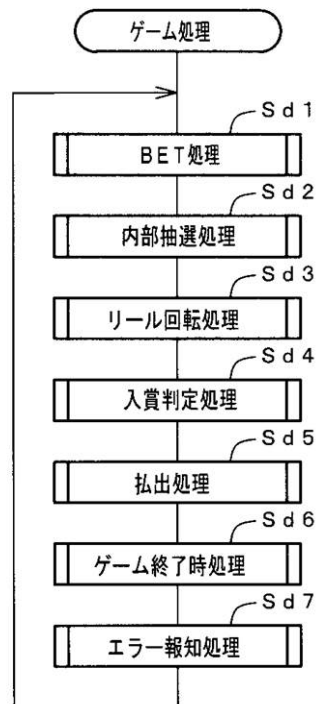 ゲーム処理
Sd1
BET処理
Sd2
内部抽選処理
Sd3
リール回転処理
Sd4
入賞判定処理
Sd5
払出処理
Sd6
ゲーム終了時処理
Sd7
エラー報知処理